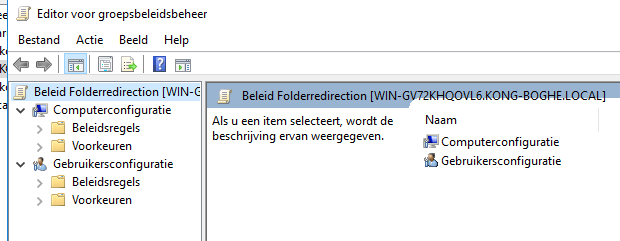 Editor voor groepsbeleidsbeheer
Bestand Actie Beeld Help
Beleid Folderredirection [WIN-G
Computerconfiguratie
Beleidsregels
Voorkeuren
Gebruikersconfiguratie
Beleidsregels
Voorkeuren
Beleid Folderredirection [WIN-GV72KHQOVL6.KONG-BOGHE.LOCAL]
Als u een item selecteert, wordt de
beschrijving ervan weergegeven.
Naam
Computerconfiguratie
Gebruikersconfiguratie